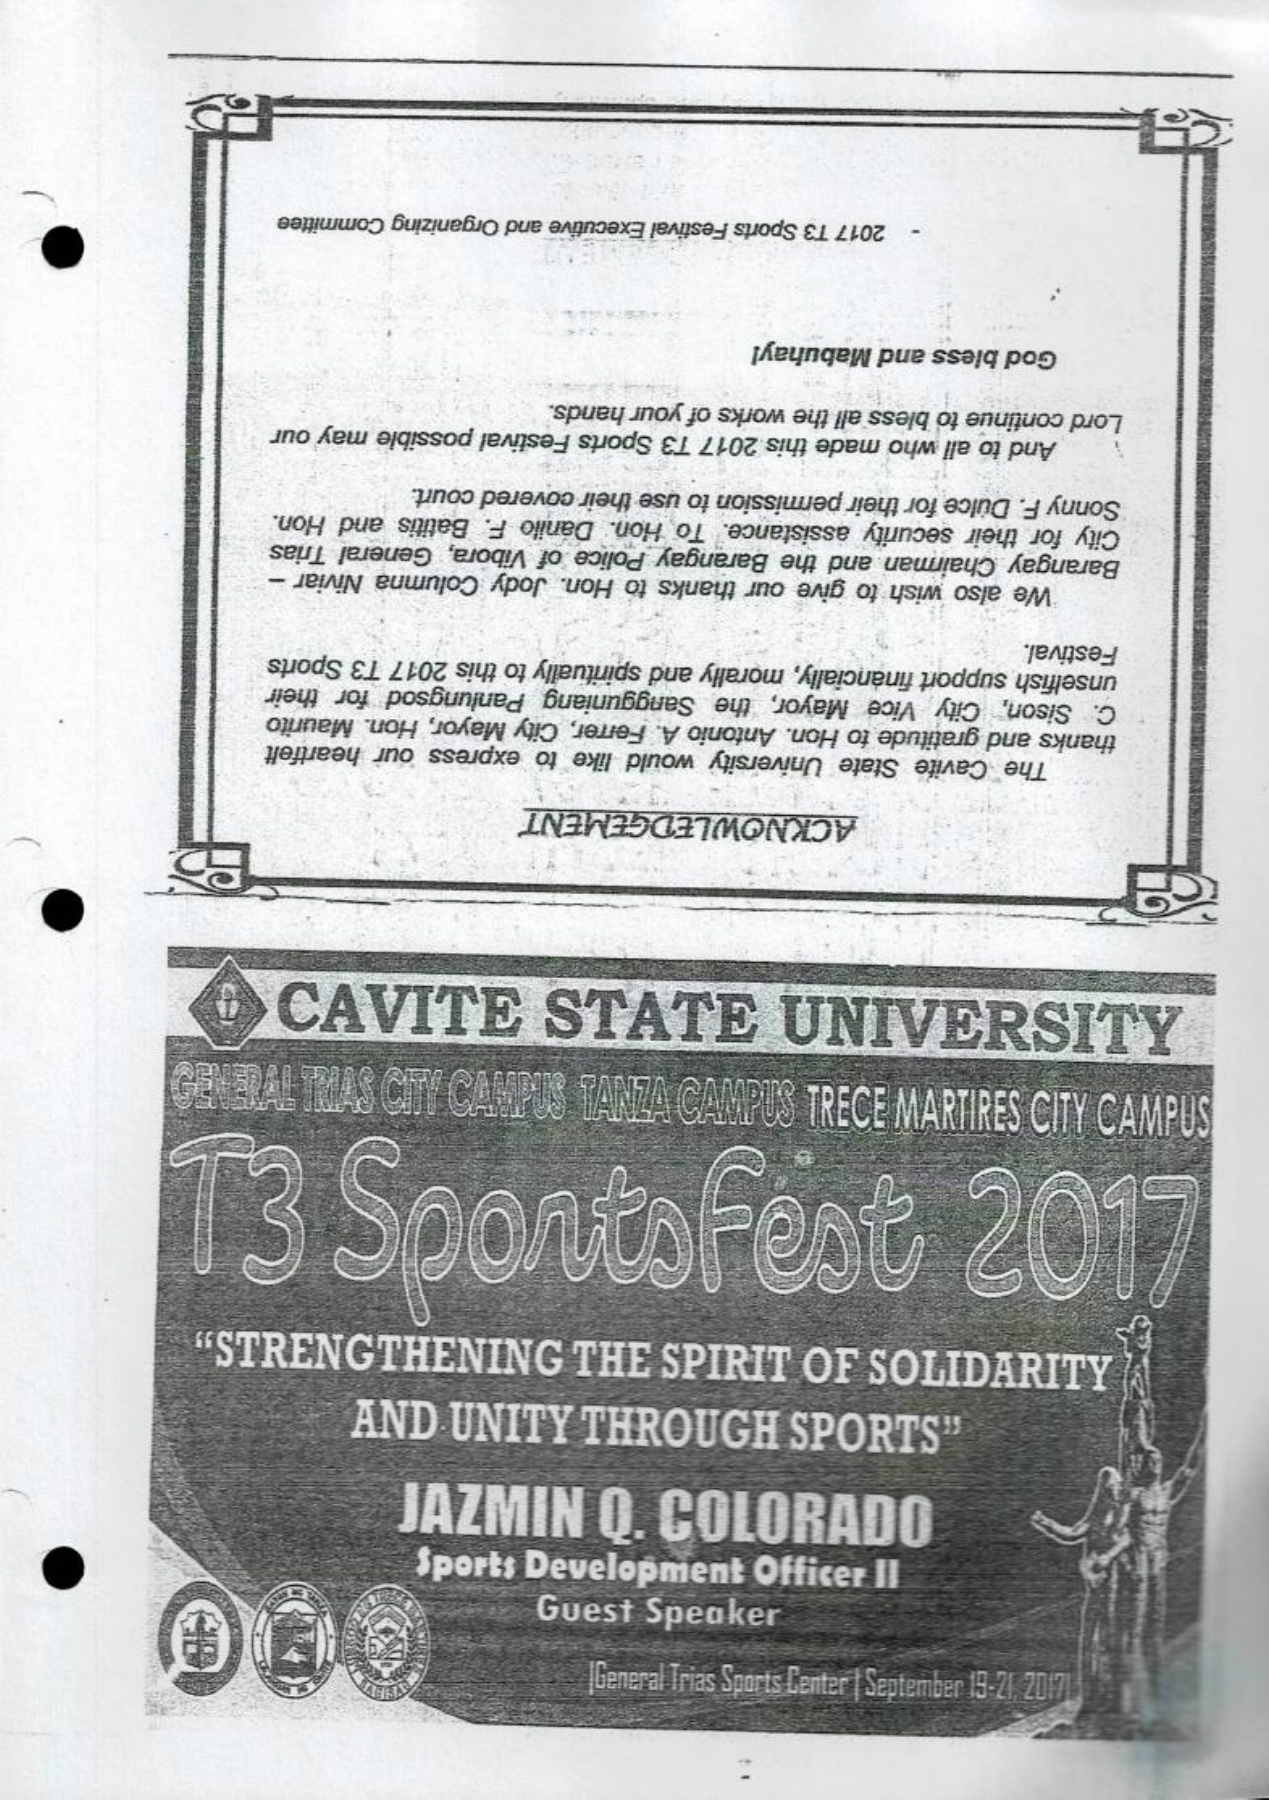 ACKNOWLEDGEMENT
The Cavite State University would like to express our heartfelt
thanks and gratitude to Hon. Antonio A. Ferrer, City Mayor, Hon. Maurito
C. Sison, City Vice Mayor, the Sangguniang Panlungsod for their
unselfish support financially, morally and spiritually to this 2017 T3 Sports
Festival.
We also wish to give our thanks to Hon. Jody Columna Niviar –
Barangay Chairman and the Barangay Police of Vibora, General Trias
City for their security assistance. To Hon. Danilo F. Batitis and Hon.
Sonny F. Dulce for their permission to use their covered court.
And to all who made this 2017 T3 Sports Festival possible may our
Lord continue to bless all the works of your hands.
God bless and Mabuhay!
- 2017 T3 Sports Festival Executive and Organizing Committee
CAVITE STATE UNIVERSITY
GENERAL TRIAS CITY CAMPUS TANZA CAMPUS TRECE MARTIRES CITY CAMPUS
T3 SportsFest 2017
“STRENGTHENING THE SPIRIT OF SOLIDARITY
AND UNITY THROUGH SPORTS”
JAZMIN Q. COLORADO
Sports Development Officer II
Guest Speaker
|General Trias Sports Center | September 19-21, 2017|